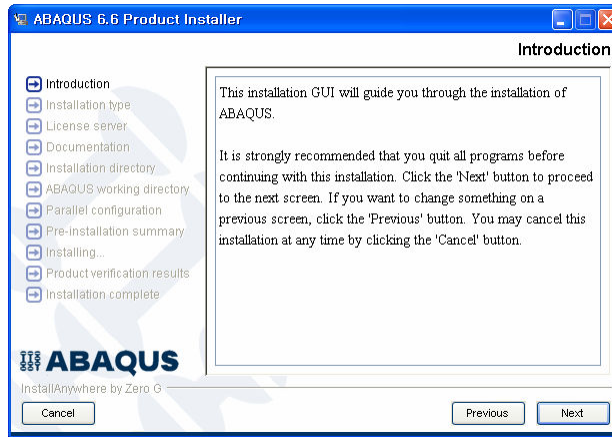 ABAQUS 6.6 Product Installer
Introduction
Introduction
Installation type
License server
Documentation
Installation directory
ABAQUS working directory
Parallel configuration
Pre-installation summary
Installing...
Product verification results
Installation complete
This installation GUI will guide you through the installation of
ABAQUS.
It is strongly recommended that you quit all programs before
continuing with this installation. Click the 'Next' button to proceed
to the next screen. If you want to change something on a
previous screen, click the 'Previous' button. You may cancel this
installation at any time by clicking the 'Cancel' button.
ABAQUS
InstallAnywhere by Zero G
Cancel
Previous
Next